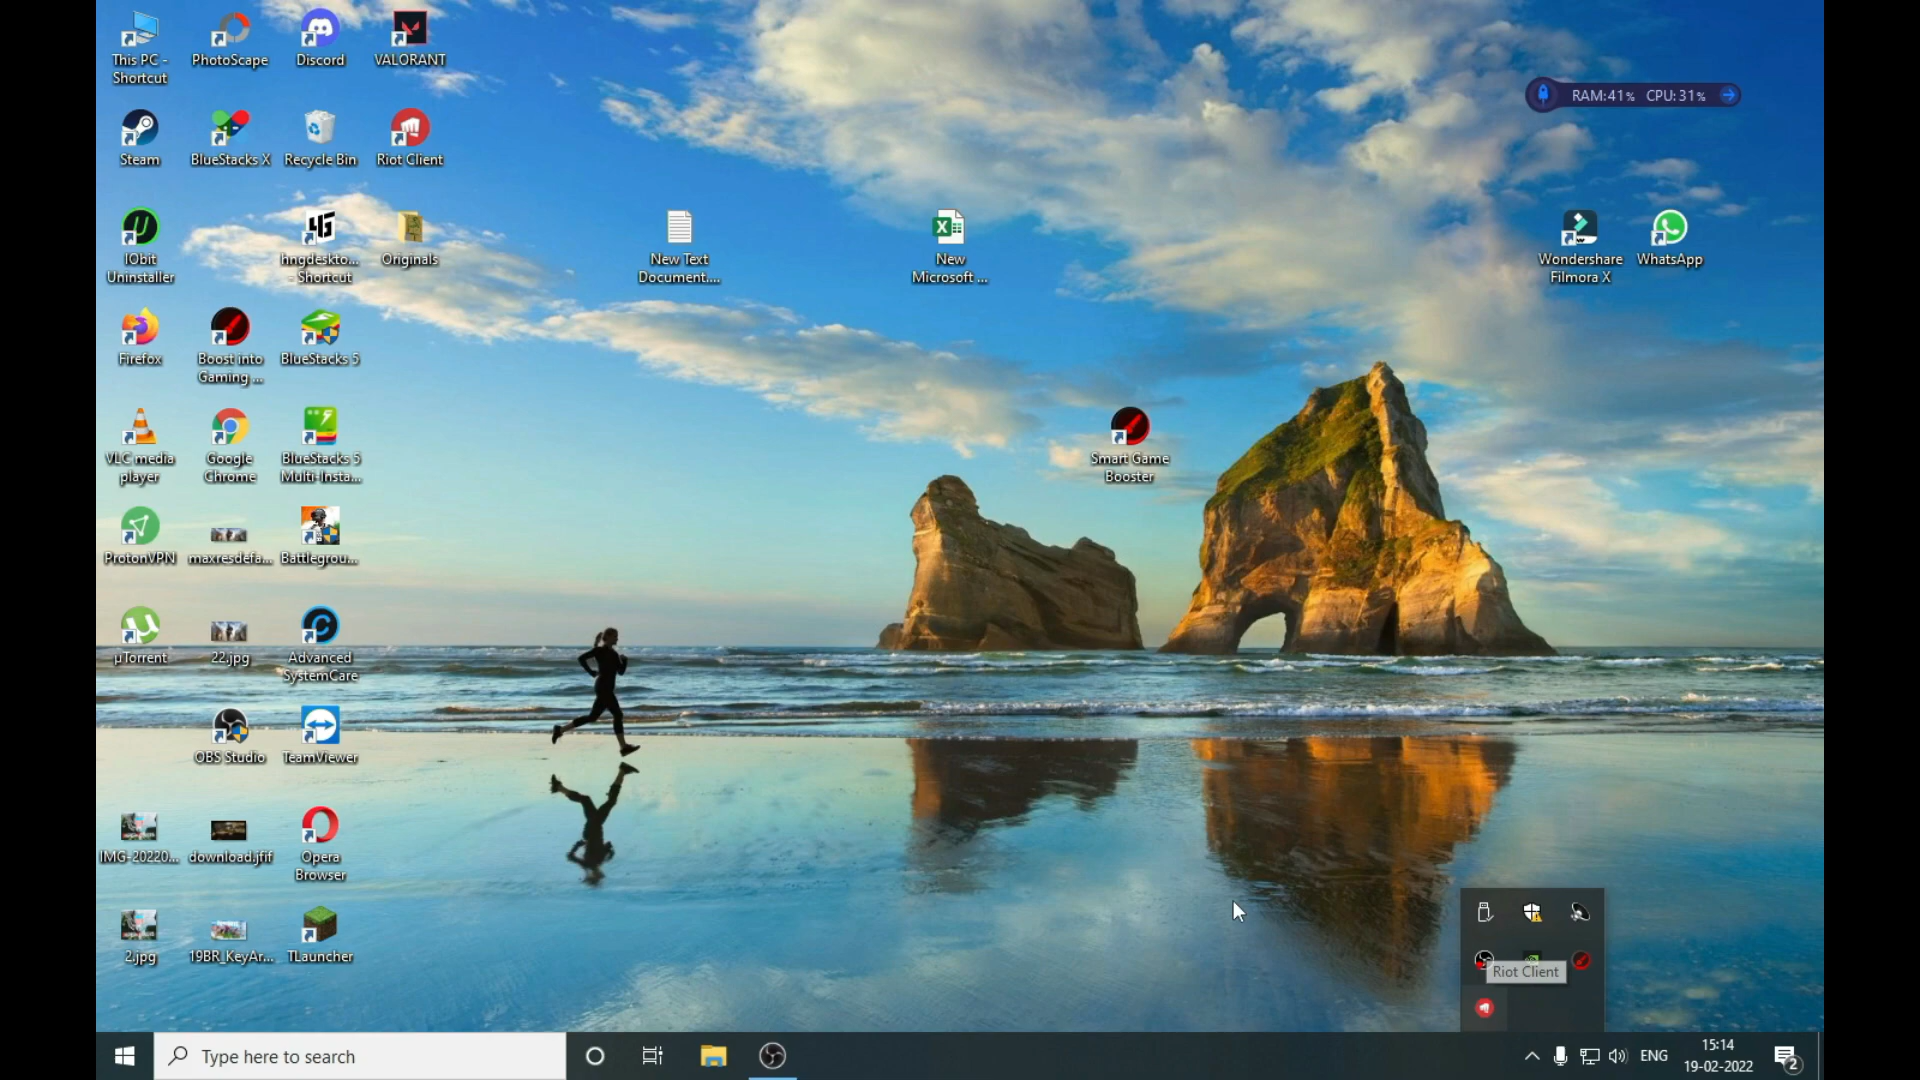 This PC -
Shortcut
PhotoScape
Discord
VALORANT
RAM:41% CPU:31%
Steam
BlueStacks X
Recycle Bin
Riot Client
IObit
Uninstaller
hngdeskto...
- Shortcut
Originals
New Text
Document....
New
Microsoft ...
Wondershare
Filmora X
WhatsApp
Firefox
Boost into
Gaming ...
BlueStacks 5
VLC media
player
Google
Chrome
BlueStacks 5
Multi-Insta...
Smart Game
Booster
ProtonVPN
maxresdefa...
Battlegrou...
µTorrent
22.jpg
Advanced
SystemCare
OBS Studio
TeamViewer
IMG-20220...
download.jfif
Opera
Browser
2.jpg
19BR_KeyAr...
TLauncher
Riot Client
Type here to search
ENG
15:14
19-02-2022
2